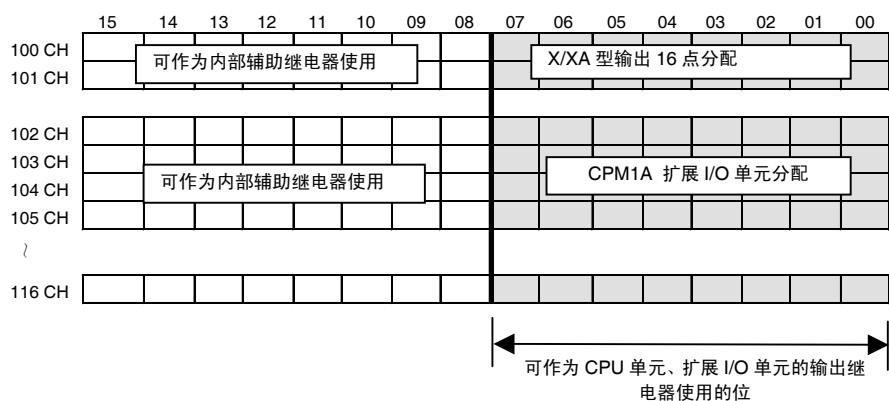 15 14 13 12 11 10 09 08 07 06 05 04 03 02 01 00
100 CH
101 CH
可作为内部辅助继电器使用
X/XA 型输出 16 点分配
102 CH
103 CH
104 CH
105 CH
可作为内部辅助继电器使用
CPM1A 扩展 I/O 单元分配
~
116 CH
可作为 CPU 单元、扩展 I/O 单元的输出继
电器使用的位